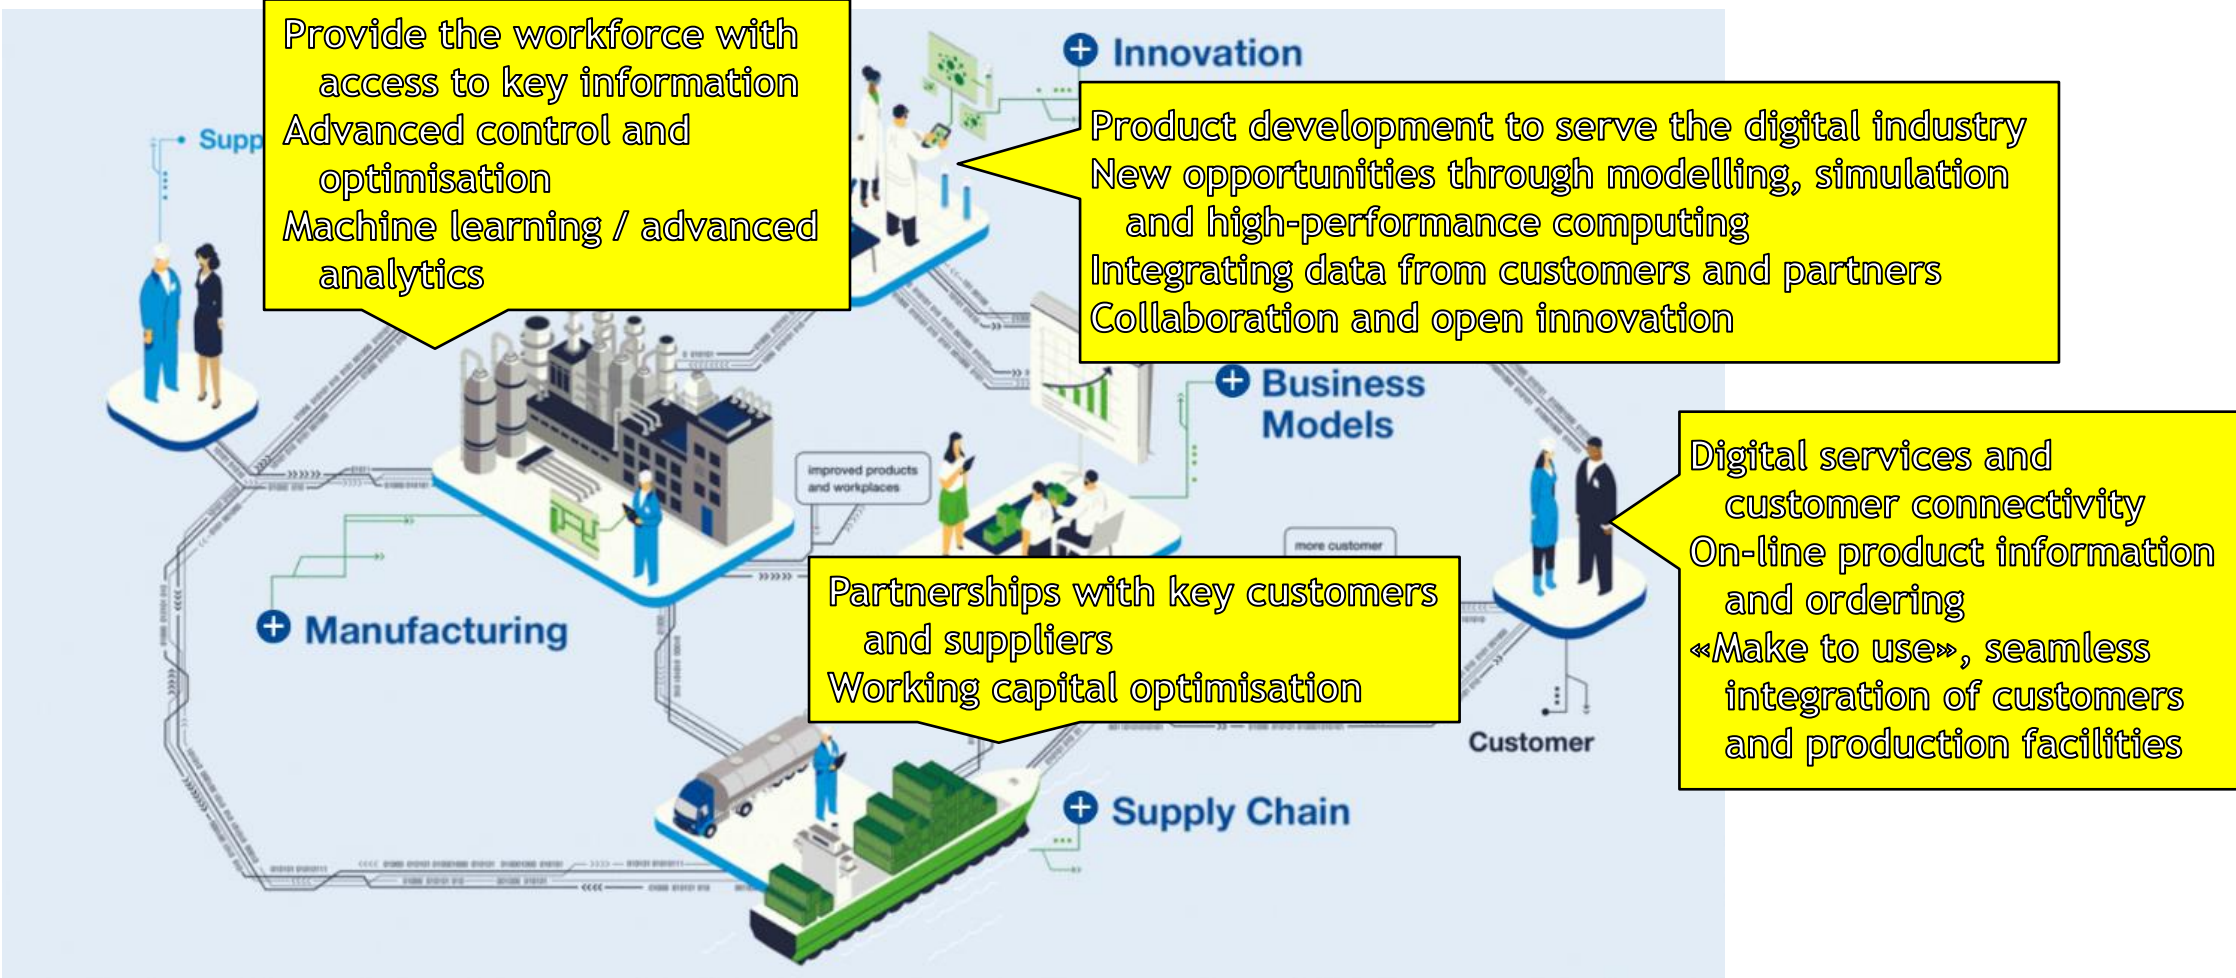 Provide the workforce with
access to key information
Advanced control and
optimisation
Machine learning / advanced
analytics
Innovation
Product development to serve the digital industry
New opportunities through modelling, simulation
and high-performance computing
Integrating data from customers and partners
Collaboration and open innovation
Supp
Business
Models
improved products
and workplaces
more customer
Digital services and
customer connectivity
On-line product information
and ordering
«Make to use», seamless
integration of customers
and production facilities
Manufacturing
Partnerships with key customers
and suppliers
Working capital optimisation
Customer
Supply Chain